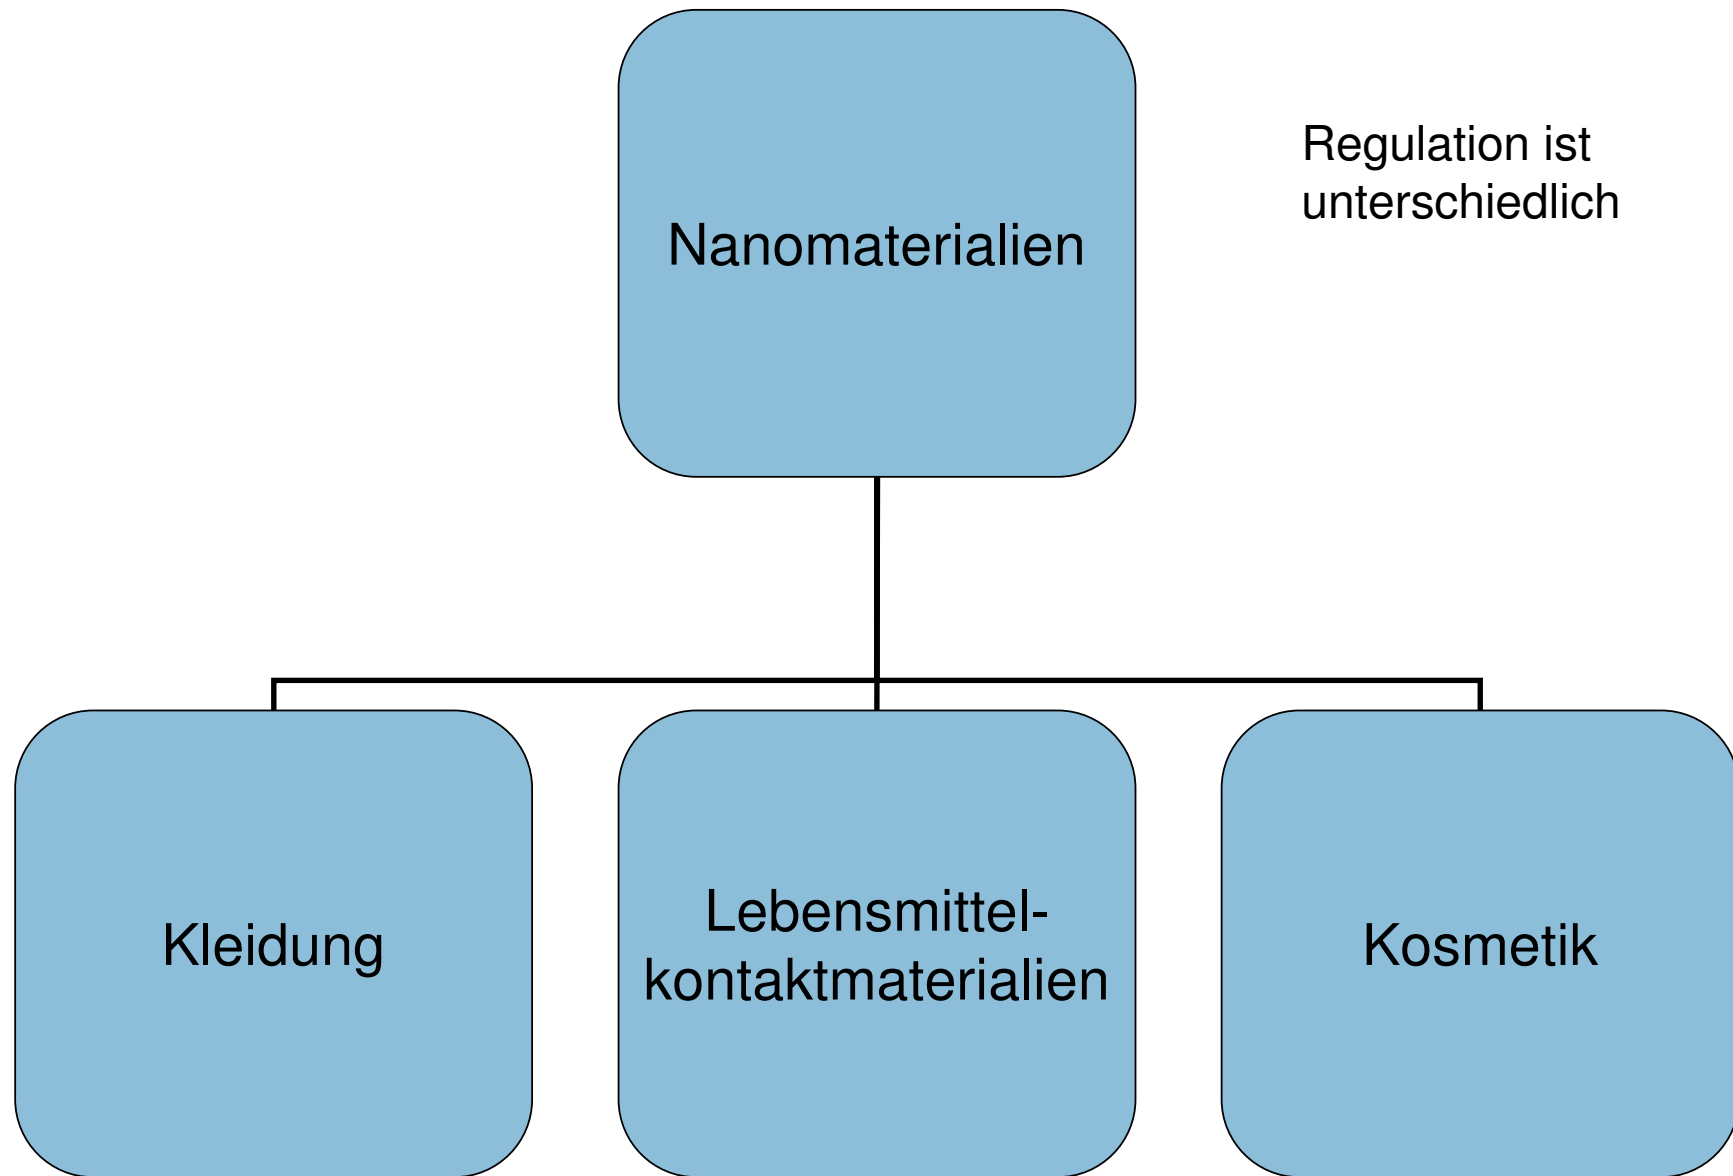 Nanomaterialien
Regulation ist
unterschiedlich
Kleidung
Lebensmittel-
kontaktmaterialien
Kosmetik